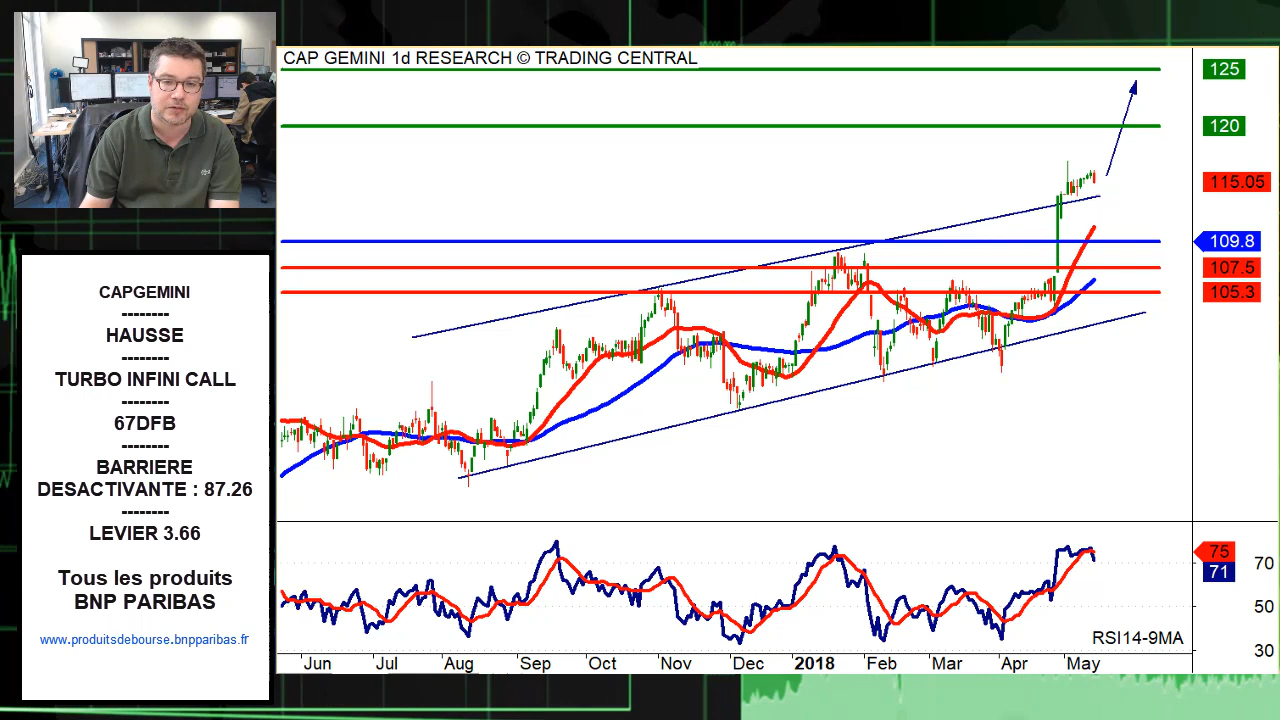 CAPGEMINI
--------
HAUSSE
--------
TURBO INFINI CALL
--------
67DFB
--------
BARRIERE
DESACTIVANTE : 87.26
--------
LEVIER 3.66
Tous les produits
BNP PARIBAS
www.produitsdebourse.bnpparibas.fr
CAP GEMINI 1d RESEARCH © TRADING CENTRAL
125
120
115.05
109.8
107.5
105.3
75
71
70
50
30
RSI14-9MA
Jun Jul Aug Sep Oct Nov Dec 2018 Feb Mar Apr May